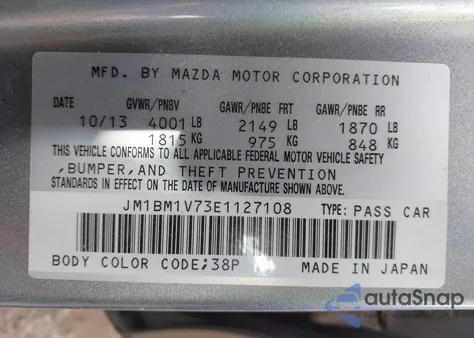 MFD. BY MAZDA MOTOR CORPORATION
DATE GVWR/PNBV GAWR/PNBE FRT GAWR/PNBE RR
10/13 4001 LB 2149 LB 1870 LB
1815 KG 975 KG 848 KG
THIS VEHICLE CONFORMS TO ALL APPLICABLE FEDERAL MOTOR VEHICLE SAFETY
,BUMPER,AND THEFT PREVENTION
STANDARDS IN EFFECT ON THE DATE OF MANUFACTURE SHOWN ABOVE.
JM1BM1V73E1127108 TYPE: PASS CAR
BODY COLOR CODE;38P MADE IN JAPAN
autoSnap